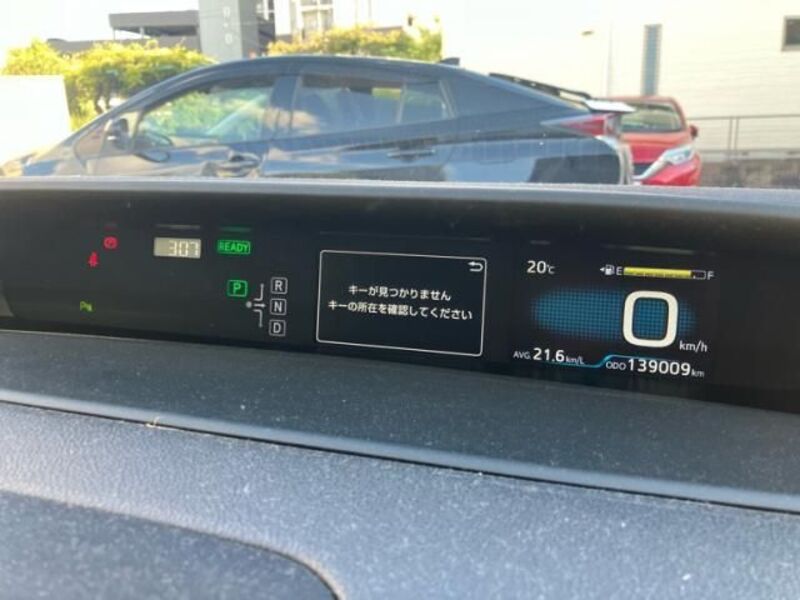 3:07
READY
P
R
N
D
キーが見つかりません
キーの所在を確認してください
20℃
E F
0
km/h
AVG 21.6km/L ODO 139009km